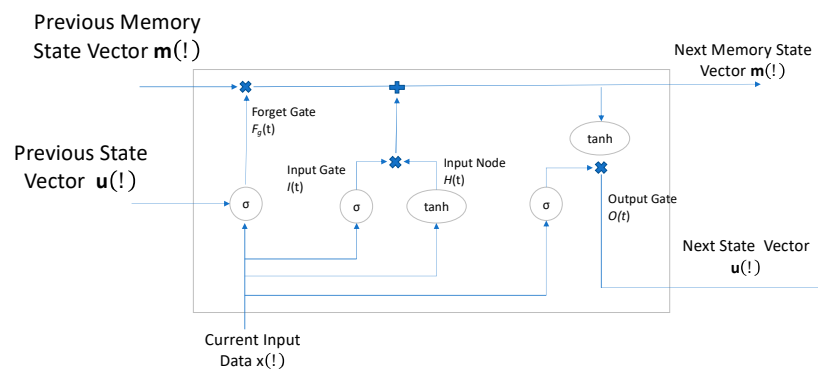 Previous Memory
State Vector m(!)
Next Memory State
Vector m(!)
Forget Gate
Fg(t)
tanh
Previous State
Vector u(!)
Input Gate
I(t)
Input Node
H(t)
σ
σ
tanh
σ
Output Gate
O(t)
Next State Vector
u(!)
Current Input
Data x(!)